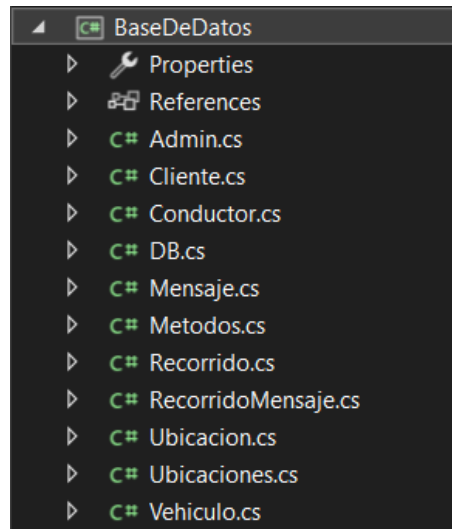 C# BaseDeDatos
Properties
References
C# Admin.cs
C# Cliente.cs
C# Conductor.cs
C# DB.cs
C# Mensaje.cs
C# Metodos.cs
C# Recorrido.cs
C# RecorridoMensaje.cs
C# Ubicacion.cs
C# Ubicaciones.cs
C# Vehiculo.cs